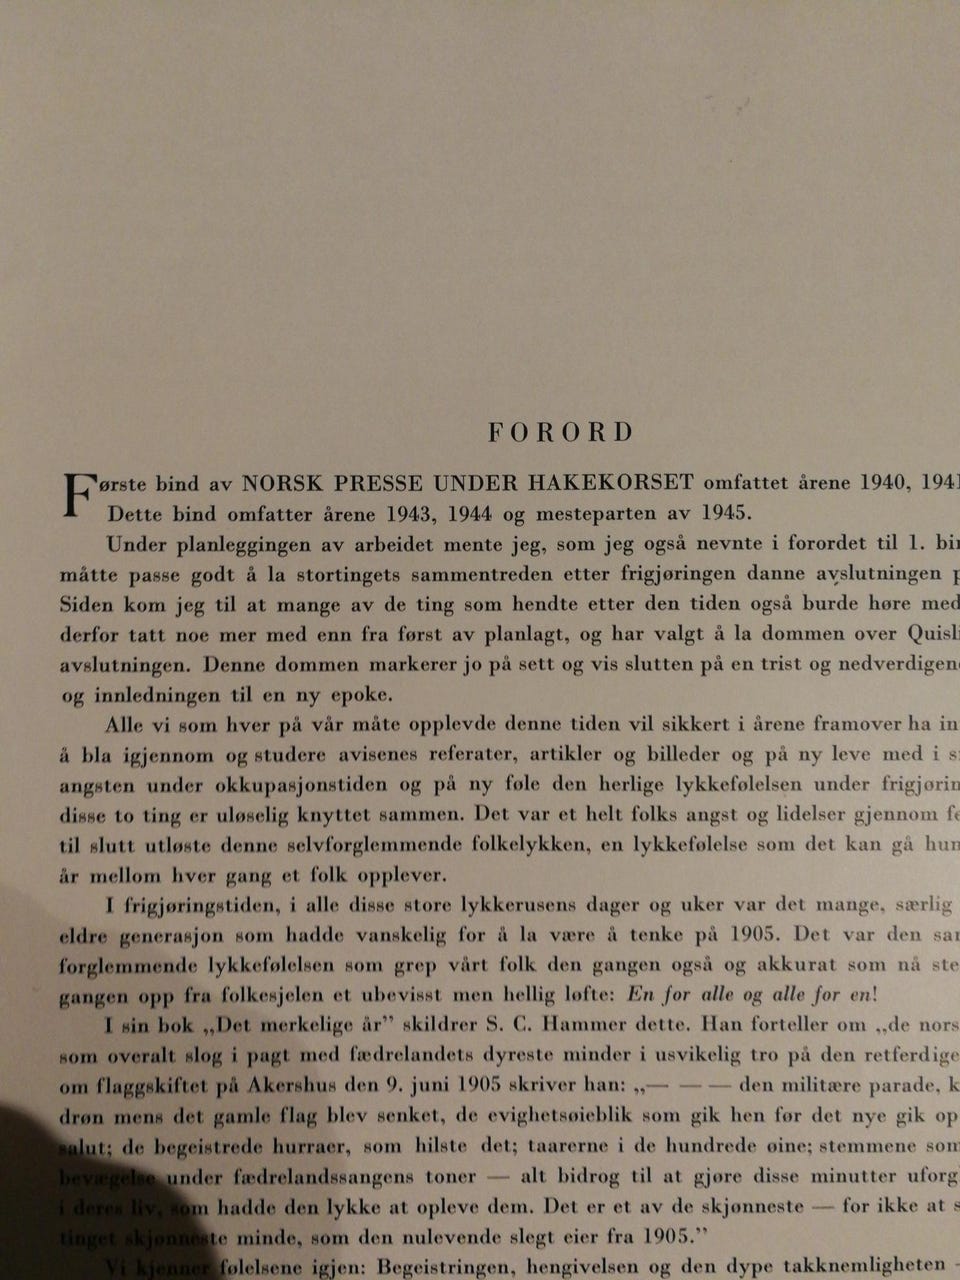 FORORD
Første bind av NORSK PRESSE UNDER HAKEKORSET omfattet årene 1940, 1941
Dette bind omfatter årene 1943, 1944 og mesteparten av 1945.
Under planleggingen av arbeidet mente jeg, som jeg også nevnte i forordet til 1.
måtte passe godt å la stortingets sammentreden etter frigjøringen danne avslutningen
Siden kom jeg til at mange av de ting som hendte etter den tiden også burde høre med
derfor tatt noe mer med enn fra først av planlagt, og har valgt å la dommen over
avslutningen. Denne dommen markerer jo på sett og vis slutten på en trist og
og innledningen til en ny epoke.
Alle vi som hver på vår måte opplevde denne tiden vil sikkert i årene framover ha
å bla igjennom og studere avisenes referater, artikler og billeder og på ny leve med i
angsten under okkupasjonstiden og på ny føle den herlige lykkefølelsen under
disse to ting er uløselig knyttet sammen. Det var et helt folks angst og lidelser gjennom
til slutt utløste denne selvforglemmende folkelykken, en lykkefølelse som det kan gå
år mellom hver gang et folk opplever.
I frigjøringstiden, i alle disse store lykkerusens dager og uker var det mange, særlig
eldre generasjon som hadde vanskelig for å la være å tenke på 1905. Det var den
forglemmende lykkefølelsen som grep vårt folk den gangen også og akkurat som nå
gangen opp fra folkesjelen et ubevisst men hellig løfte: En for alle og alle for en!
I sin bok „Det merkelige år” skildrer S. C. Hammer dette. Han forteller om „de
som overalt slog i pagt med fædrelandets dyreste minder i usvikelig tro på den
om flaggskiftet på Akershus den 9. juni 1905 skriver han: „— — — den militære parade,
drøn mens det gamle flag blev senket, de evighetsøieblik som gik hen før det nye gik
salut; de begeistrede hurraer, som hilste det; taarerne i de hundrede øine; stemmene
bevægelse under fædrelandssangens toner — alt bidrog til at gjøre disse minutter
i deres liv, som hadde den lykke at opleve dem. Det er et av de skjønneste — for ikke at
tinget skjønneste minde, som den nulevende slegt eier fra 1905.”
Vi kjenner følelsene igjen: Begeistringen, hengivelsen og den dype takknemligheten